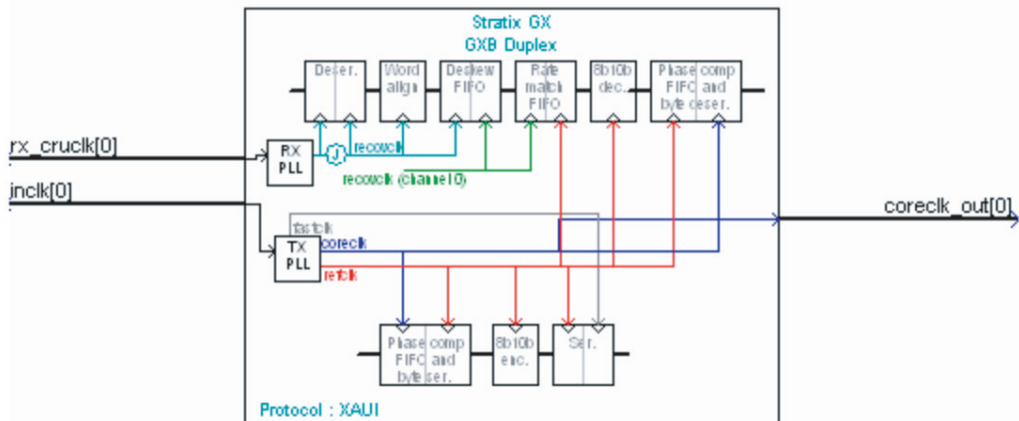 Stratix GX
GXB Duplex
Deser.
Word
align
Deskew
FIFO
Rate
match
FIFO
8b10b
dec.
Phase comp
FIFO and
byte deser.
rx_cruclk[0]
RX
PLL
J
recovclk
recovclk (channel 0)
inclk[0]
coreclk_out[0]
fastclk
TX
PLL
coreclk
refclk
Phase comp
FIFO and
byte ser.
8b10b
enc.
Ser.
Protocol : XAUI